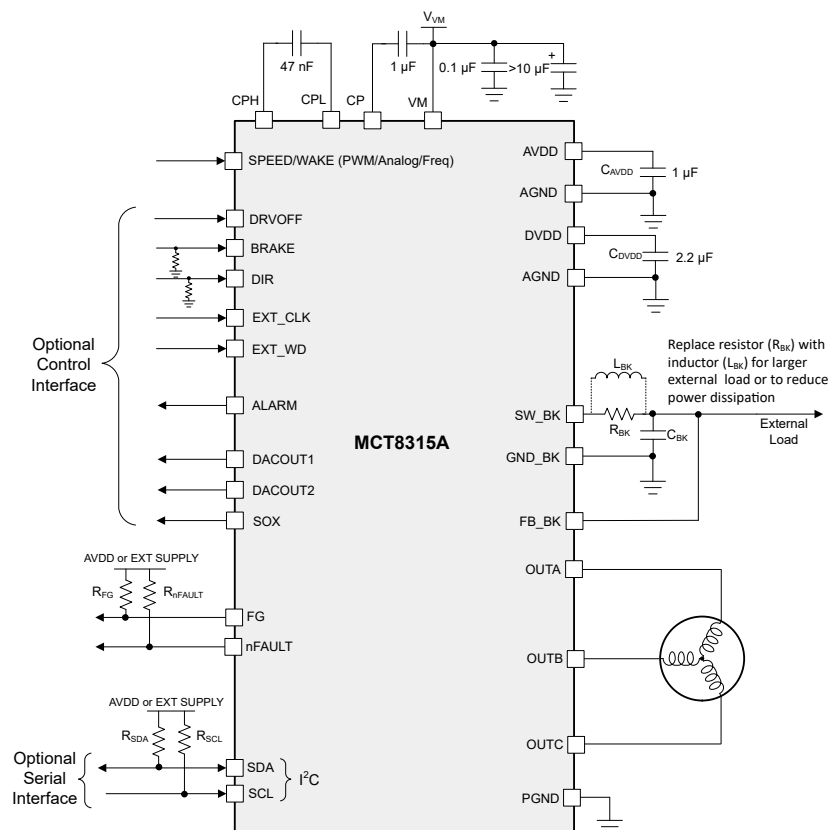 V_VM
47 nF
1 µF
0.1 µF
>10 µF
+
CPH
CPL
CP
VM
SPEED/WAKE (PWM/Analog/Freq)
DRVOFF
BRAKE
DIR
EXT_CLK
EXT_WD
ALARM
DACOUT1
DACOUT2
SOX
Optional
Control
Interface
AVDD or EXT SUPPLY
R_FG
R_nFAULT
FG
nFAULT
AVDD or EXT SUPPLY
R_SDA
R_SCL
Optional
Serial
Interface
SDA
SCL
I²C
MCT8315A
AVDD
C_AVDD
1 µF
AGND
DVDD
C_DVDD
2.2 µF
AGND
Replace resistor (R_BK) with
inductor (L_BK) for larger
external load or to reduce
power dissipation
L_BK
SW_BK
R_BK
C_BK
External
Load
GND_BK
FB_BK
OUTA
OUTB
OUTC
PGND